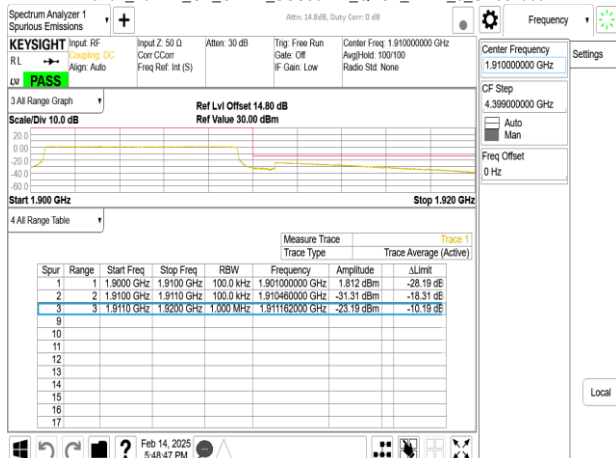 Spectrum Analyzer 1
Spurious Emissions
Attn: 14.8dB, Duty Carr: 0 dB
Frequency
KEYSIGHT
RL
LXI
PASS
Input: RF
Coupling: DC
Align: Auto
Input Z: 50 Ω
Corr CCorr
Freq Ref: Int (S)
Atten: 30 dB
Trig: Free Run
Gate: Off
IF Gain: Low
Center Freq: 1.910000000 GHz
Avg|Hold: 100/100
Radio Std: None
Center Frequency
1.910000000 GHz
Settings
CF Step
4.399000000 GHz
Auto
Man
Freq Offset
0 Hz
3 All Range Graph
Scale/Div 10.0 dB
Ref Lvl Offset 14.80 dB
Ref Value 30.00 dBm
20.0
0.00
-20.0
-40.0
-60.0
Start 1.900 GHz
Stop 1.920 GHz
4 All Range Table
Measure Trace Trace 1
Trace Type Trace Average (Active)
Spur Range Start Freq Stop Freq RBW Frequency Amplitude ΔLimit
1 1 1.9000 GHz 1.9100 GHz 100.0 kHz 1.901000000 GHz 1.812 dBm -28.19 dB
2 2 1.9100 GHz 1.9110 GHz 100.0 kHz 1.910460000 GHz -31.31 dBm -18.31 dB
3 3 1.9110 GHz 1.9200 GHz 1.000 MHz 1.911162000 GHz -23.19 dBm -10.19 dB
9
10
11
12
13
14
15
16
17
Local
?
Feb 14, 2025
5:48:47 PM